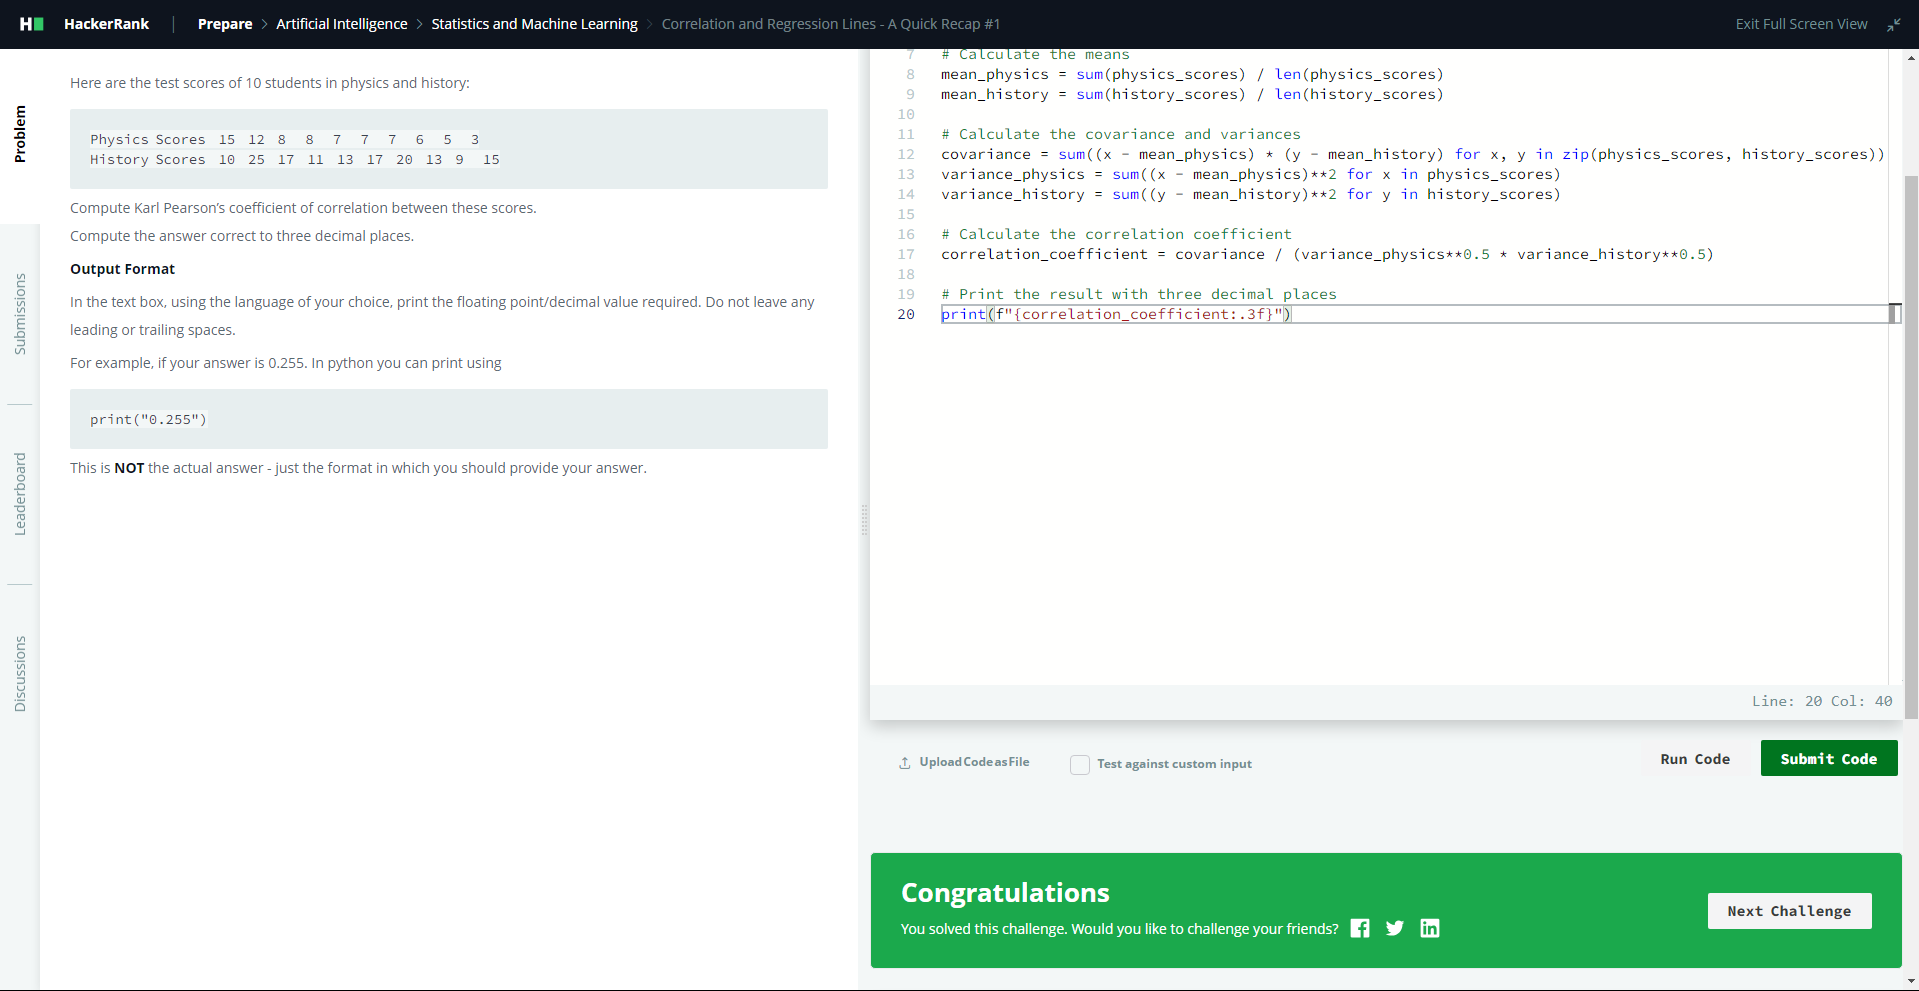 HackerRank
Prepare > Artificial Intelligence > Statistics and Machine Learning > Correlation and Regression Lines - A Quick Recap #1
Exit Full Screen View
Problem
Submissions
Leaderboard
Discussions
Here are the test scores of 10 students in physics and history:
Physics Scores 15 12 8 8 7 7 7 6 5 3
History Scores 10 25 17 11 13 17 20 13 9 15
Compute Karl Pearson’s coefficient of correlation between these scores.
Compute the answer correct to three decimal places.
Output Format
In the text box, using the language of your choice, print the floating point/decimal value required. Do not leave any
leading or trailing spaces.
For example, if your answer is 0.255. In python you can print using
print("0.255")
This is NOT the actual answer - just the format in which you should provide your answer.
7 # Calculate the means
8 mean_physics = sum(physics_scores) / len(physics_scores)
9 mean_history = sum(history_scores) / len(history_scores)
10
11 # Calculate the covariance and variances
12 covariance = sum((x - mean_physics) * (y - mean_history) for x, y in zip(physics_scores, history_scores))
13 variance_physics = sum((x - mean_physics)**2 for x in physics_scores)
14 variance_history = sum((y - mean_history)**2 for y in history_scores)
15
16 # Calculate the correlation coefficient
17 correlation_coefficient = covariance / (variance_physics**0.5 * variance_history**0.5)
18
19 # Print the result with three decimal places
20 print(f"{correlation_coefficient:.3f}")
Line: 20 Col: 40
Upload Code as File
Test against custom input
Run Code
Submit Code
Congratulations
You solved this challenge. Would you like to challenge your friends?
Next Challenge